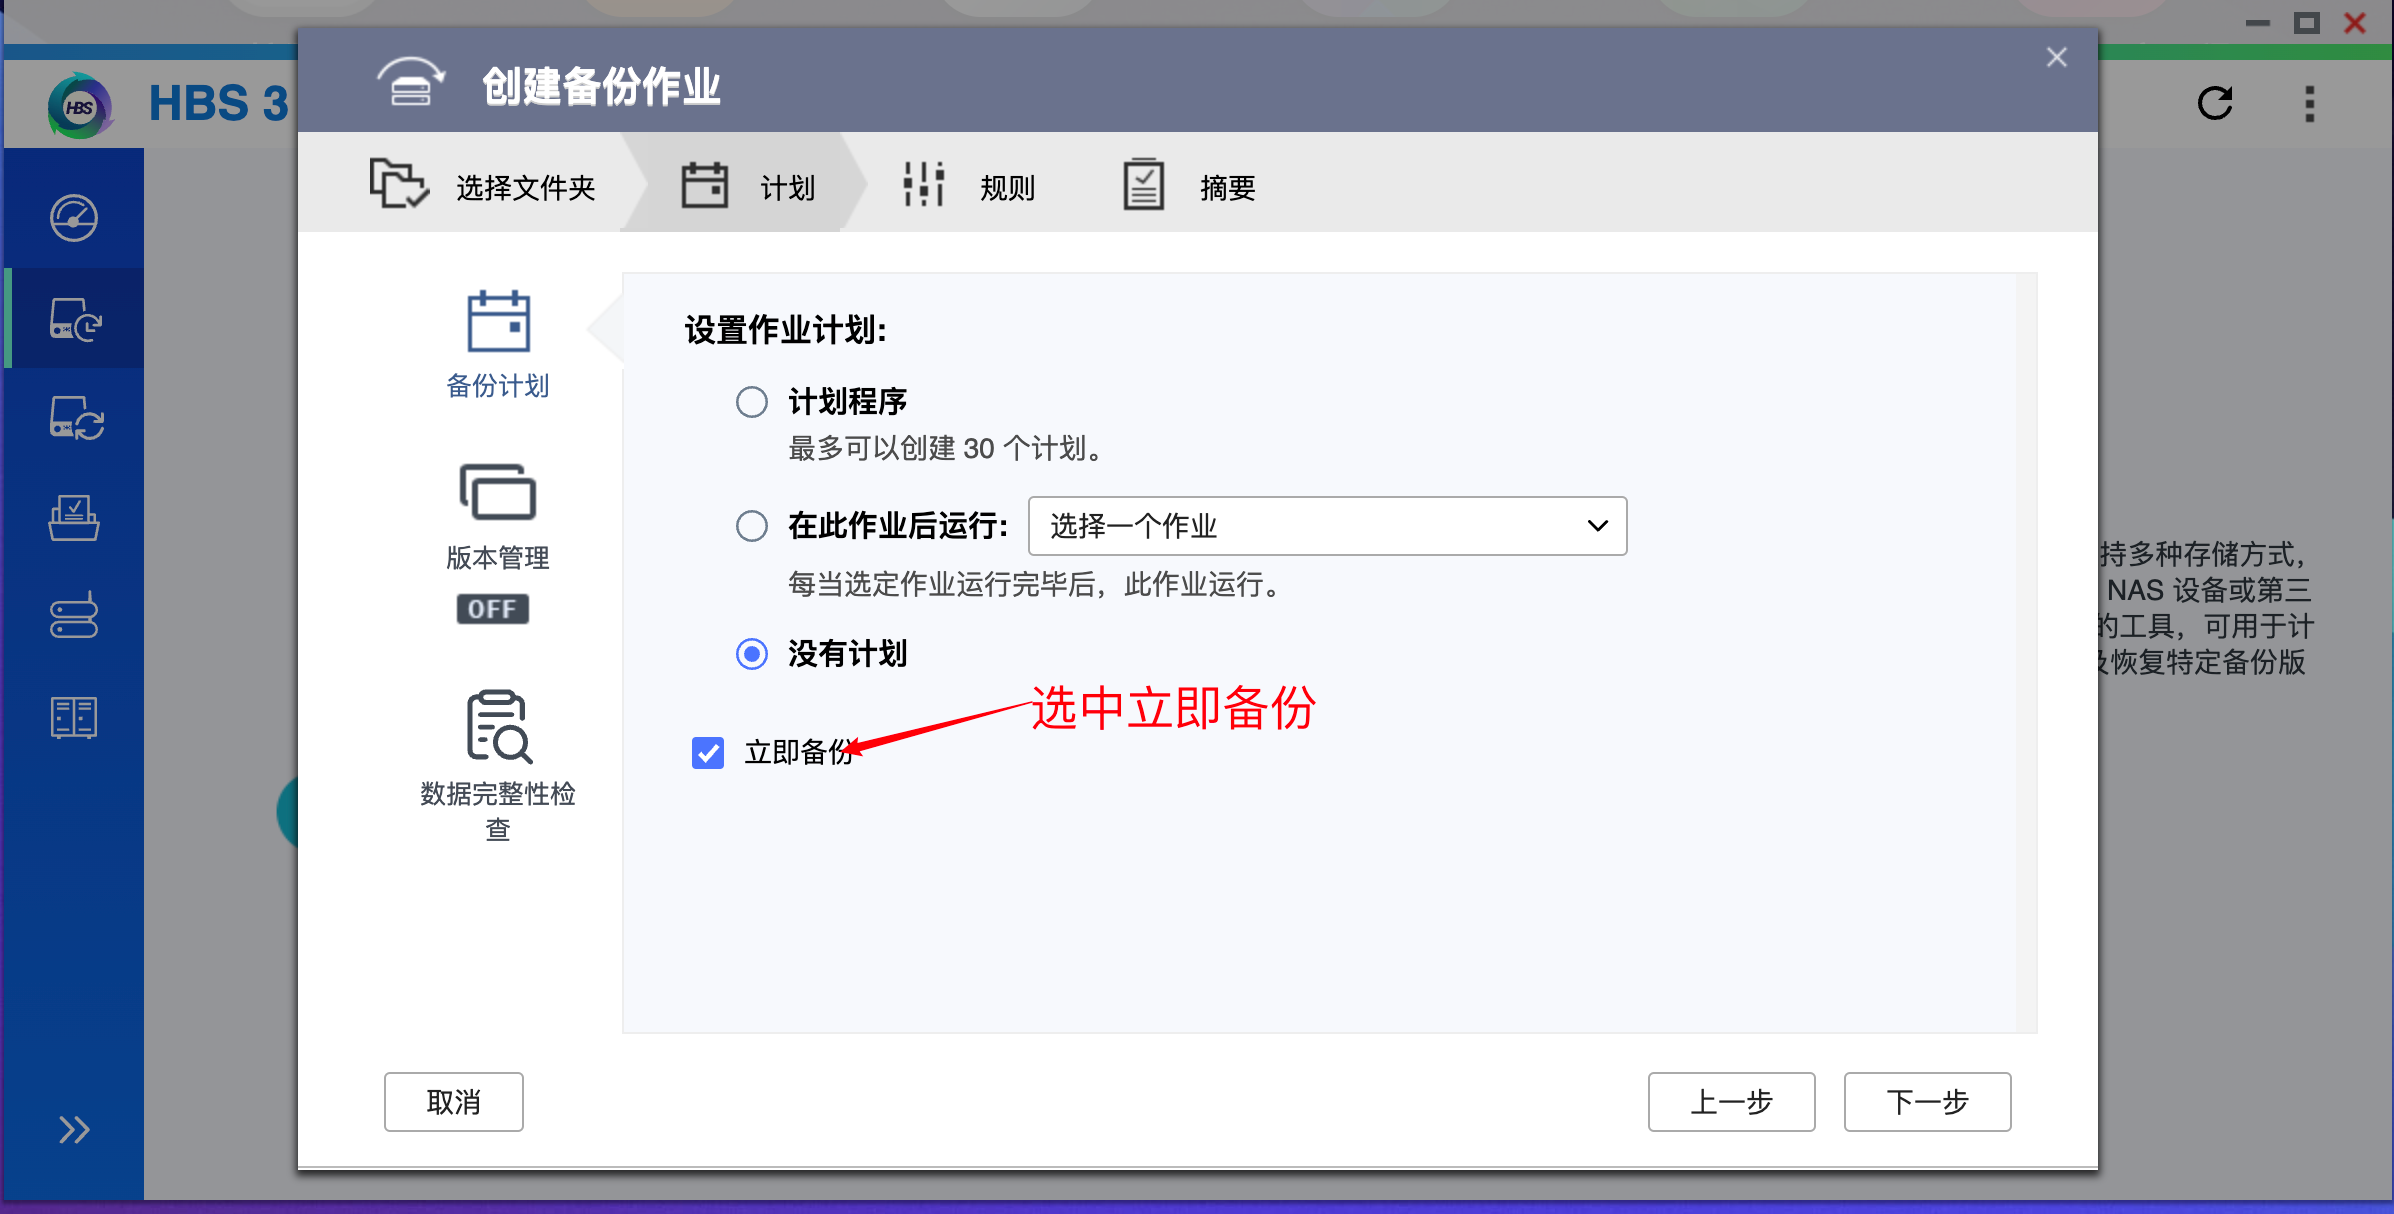 HBS
HBS 3
创建备份作业
选择文件夹
计划
规则
摘要
备份计划
版本管理
OFF
数据完整性检
查
设置作业计划:
计划程序
最多可以创建 30 个计划。
在此作业后运行:
选择一个作业
每当选定作业运行完毕后，此作业运行。
没有计划
选中立即备份
立即备份
持多种存储方式，
NAS 设备或第三
的工具，可用于计
及恢复特定备份版
取消
上一步
下一步